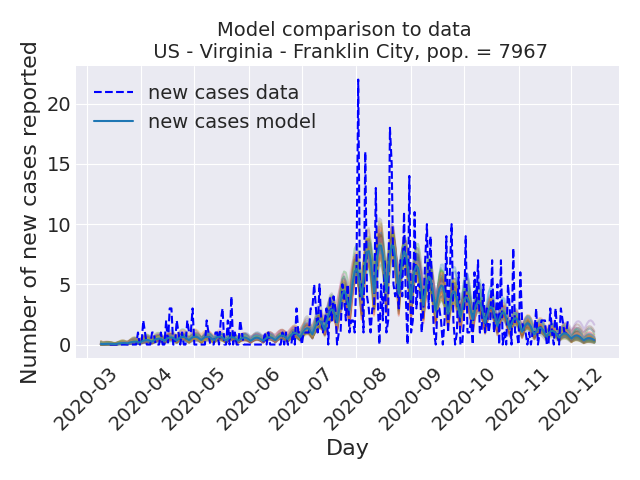 Model comparison to data
US - Virginia - Franklin City, pop. = 7967
Number of new cases reported
20
15
10
5
0
new cases data
new cases model
2020-03
2020-04
2020-05
2020-06
2020-07
2020-08
2020-09
2020-10
2020-11
2020-12
Day